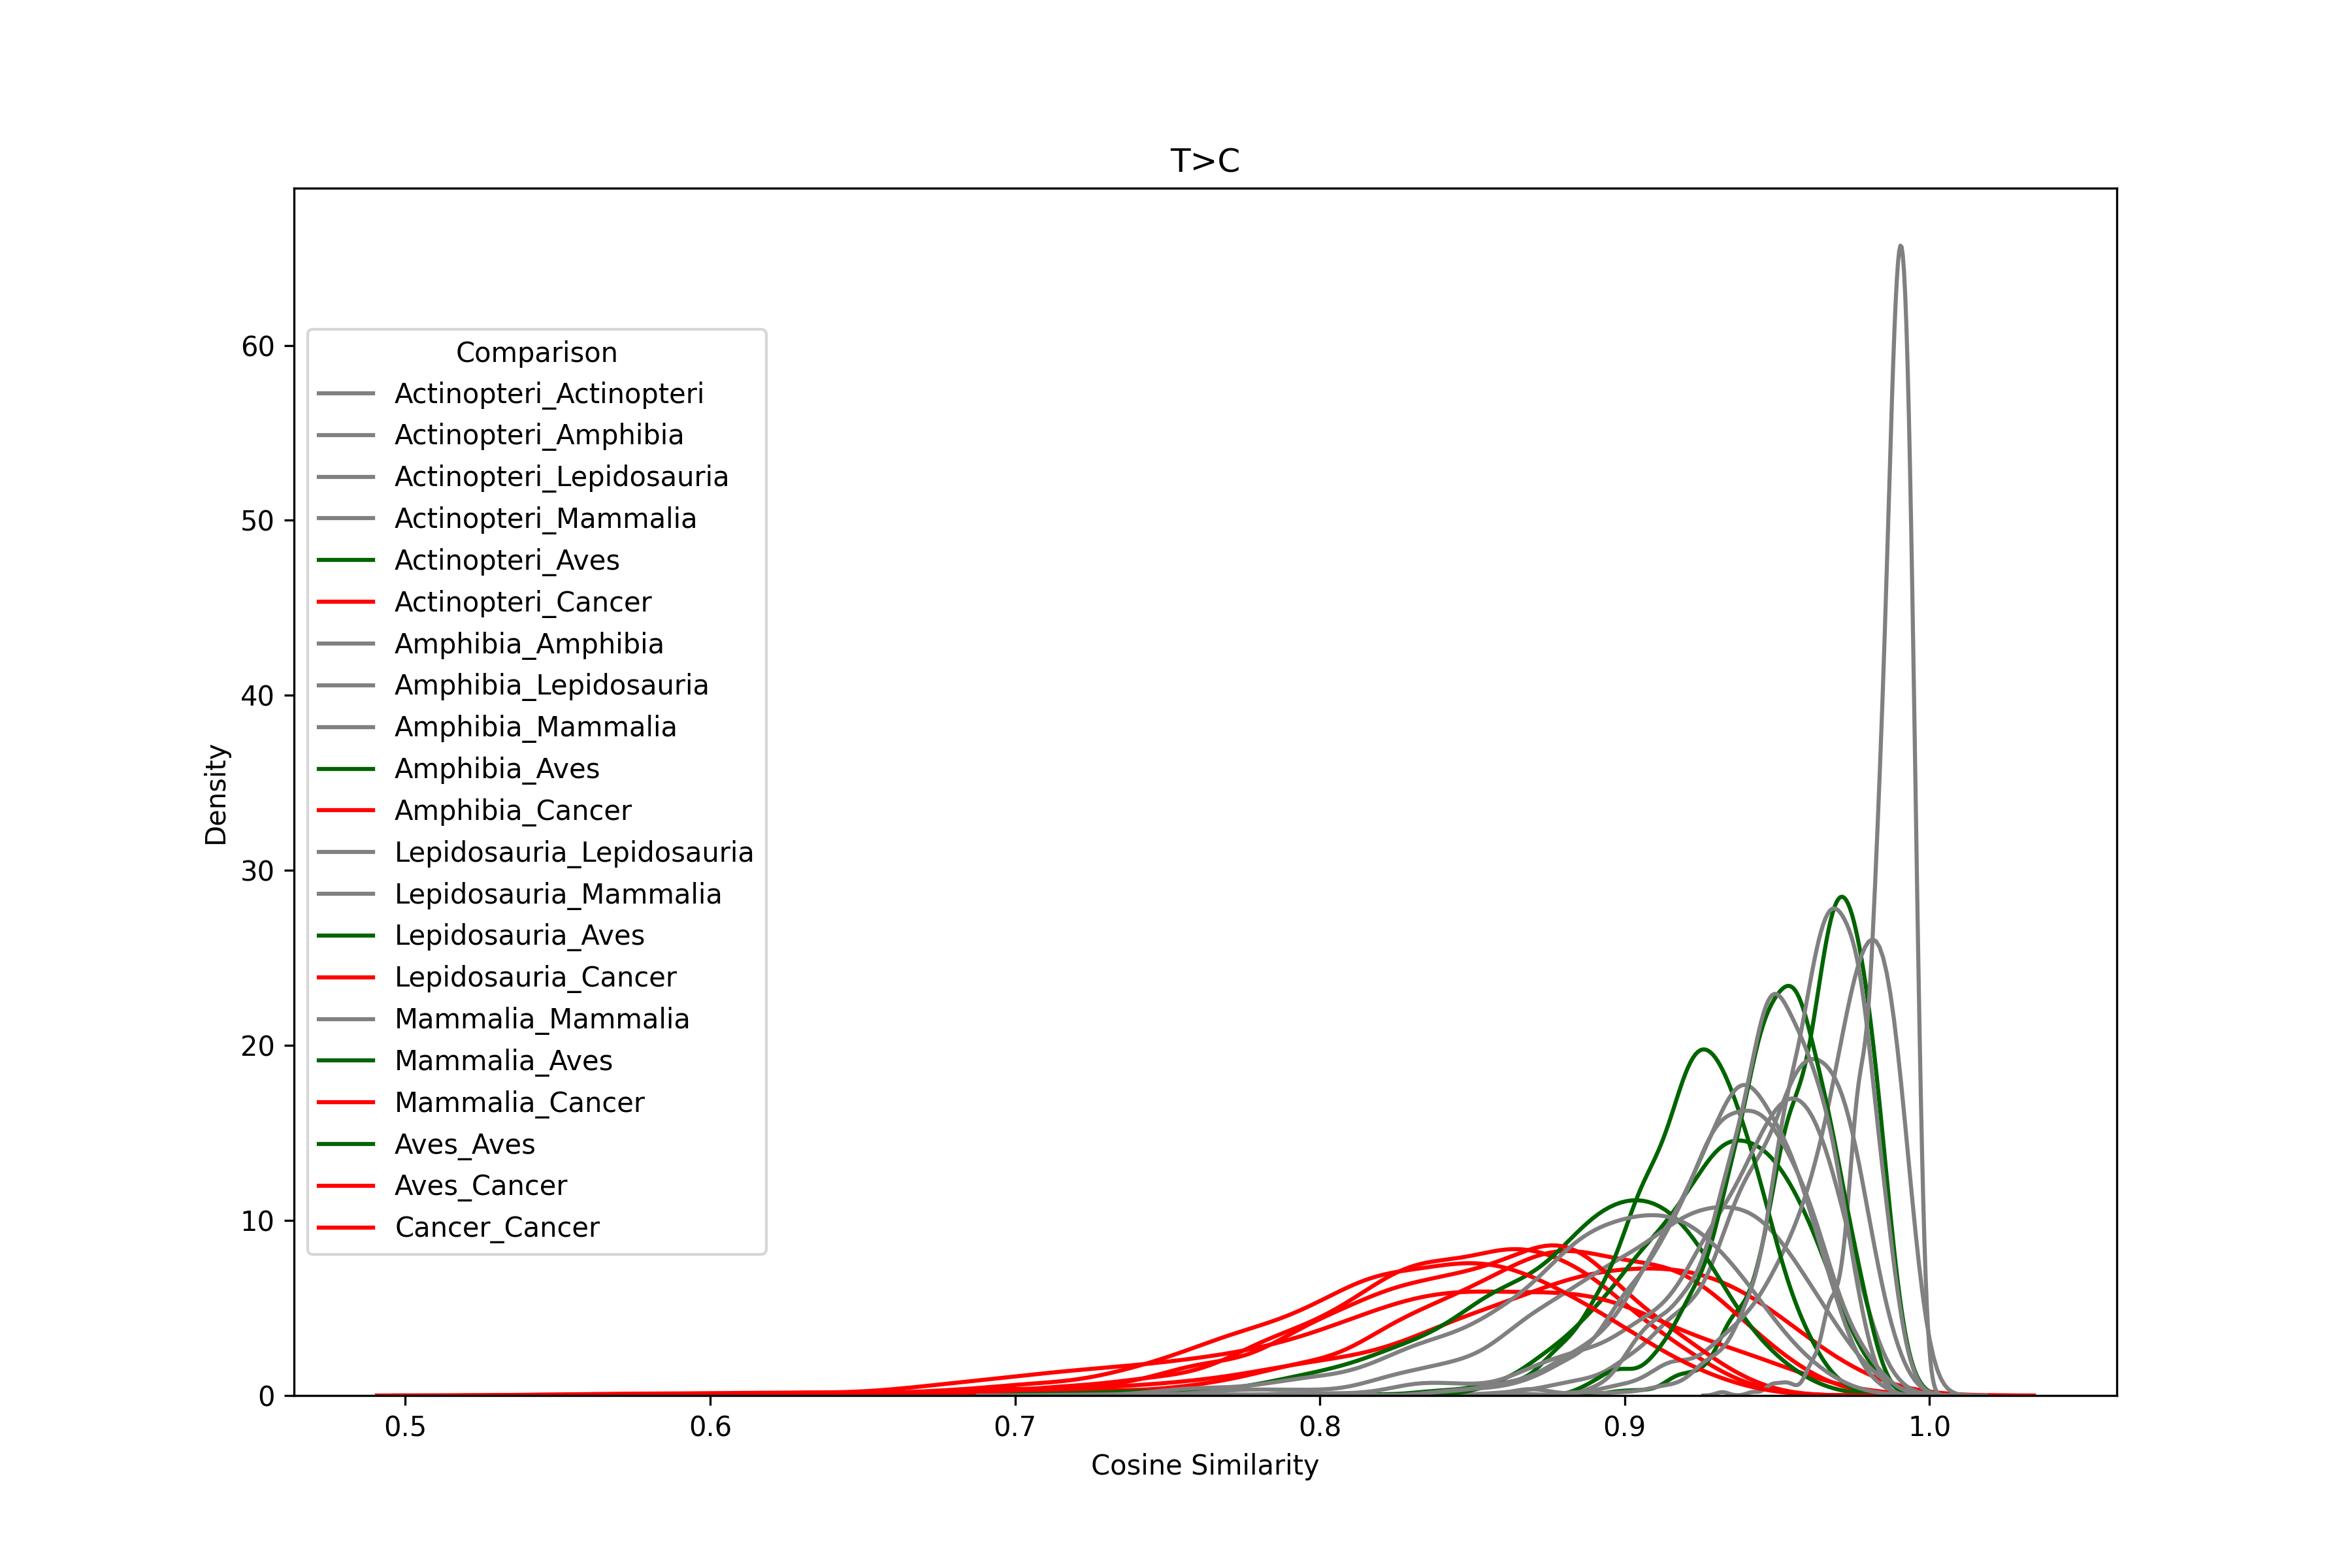 T>C
60
50
40
30
20
10
0
Density
Comparison
Actinopteri_Actinopteri
Actinopteri_Amphibia
Actinopteri_Lepidosauria
Actinopteri_Mammalia
Actinopteri_Aves
Actinopteri_Cancer
Amphibia_Amphibia
Amphibia_Lepidosauria
Amphibia_Mammalia
Amphibia_Aves
Amphibia_Cancer
Lepidosauria_Lepidosauria
Lepidosauria_Mammalia
Lepidosauria_Aves
Lepidosauria_Cancer
Mammalia_Mammalia
Mammalia_Aves
Mammalia_Cancer
Aves_Aves
Aves_Cancer
Cancer_Cancer
0.5 0.6 0.7 0.8 0.9 1.0
Cosine Similarity